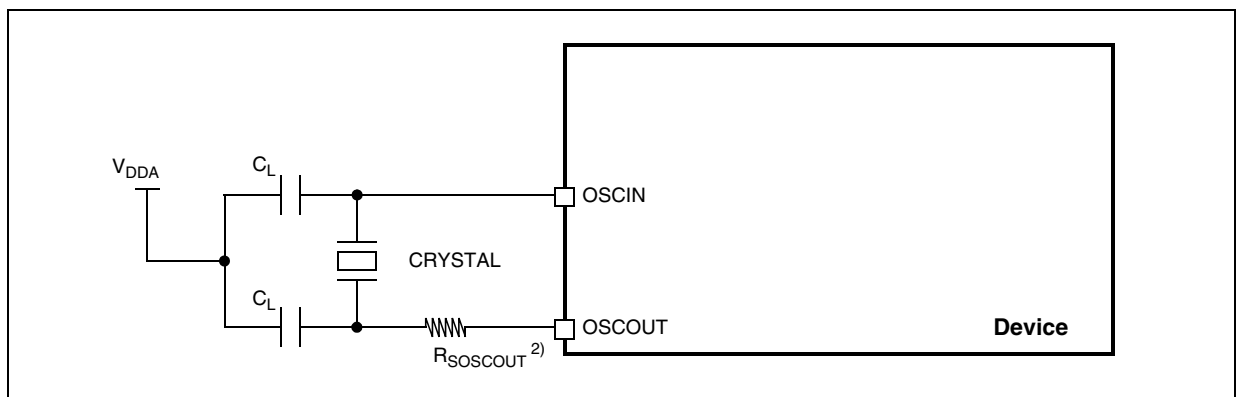 VDDA
CL
OSCIN
CRYSTAL
CL
OSCOUT
Device
RSOSCOUT 2)